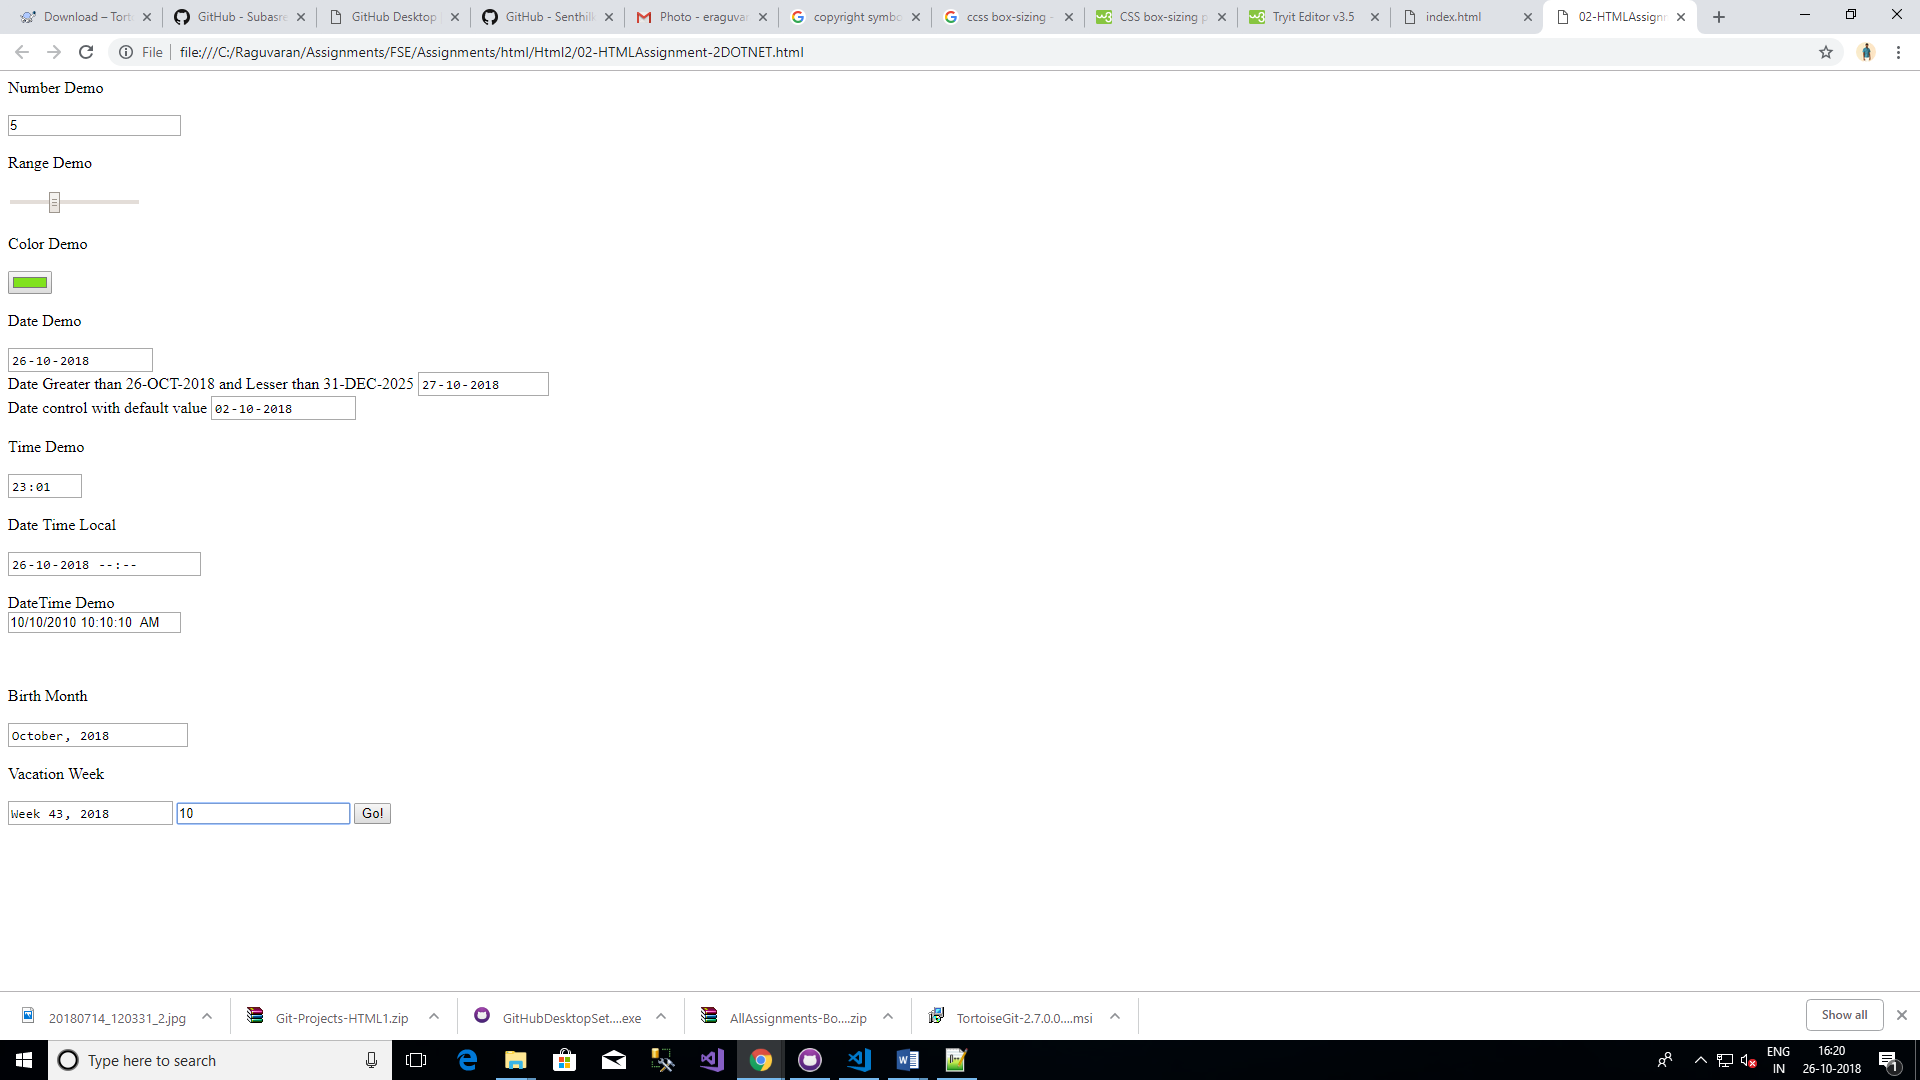 Download – Tort GitHub - Subasre GitHub Desktop GitHub - Senthilk Photo - eraguvar copyright symbo ccss box-sizing - CSS box-sizing p Tryit Editor v3.5 index.html 02-HTMLAssignm
File file:///C:/Raguvaran/Assignments/FSE/Assignments/html/Html2/02-HTMLAssignment-2DOTNET.html
Number Demo
5
Range Demo
Color Demo
Date Demo
26-10-2018
Date Greater than 26-OCT-2018 and Lesser than 31-DEC-2025 27-10-2018
Date control with default value 02-10-2018
Time Demo
23:01
Date Time Local
26-10-2018 --:--
DateTime Demo
10/10/2010 10:10:10 AM
Birth Month
October, 2018
Vacation Week
Week 43, 2018 10 Go!
20180714_120331_2.jpg Git-Projects-HTML1.zip GitHubDesktopSet....exe AllAssignments-Bo....zip TortoiseGit-2.7.0.0....msi Show all
Type here to search
ENG 16:20
IN 26-10-2018 1